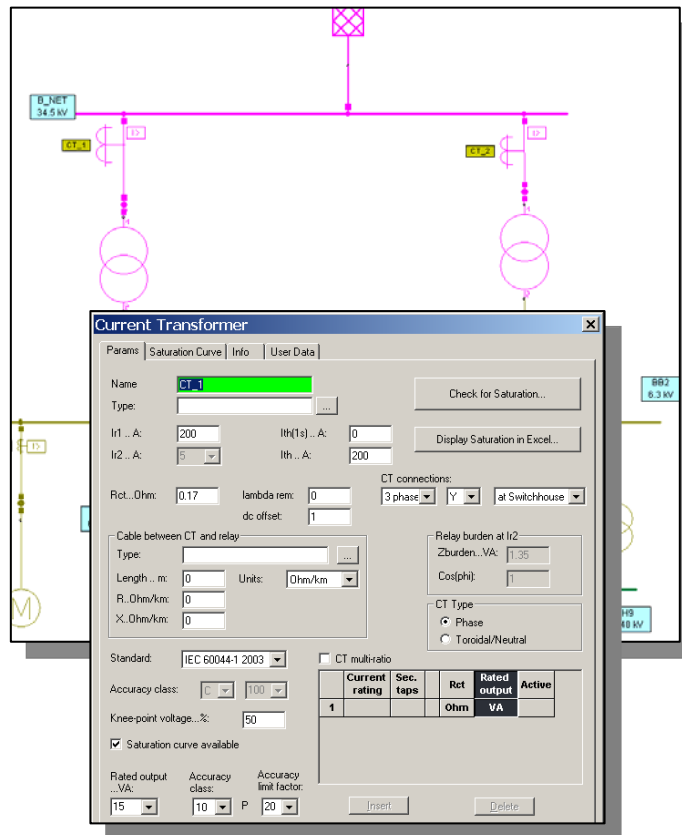 B_NET
34.5 kV
I>
I>
CT_1
CT_2
Current Transformer
Params Saturation Curve Info User Data
Name CT_1 Check for Saturation...
Type: ...
Ir1 .. A: 200 Ith(1s) .. A: 0 Display Saturation in Excel...
Ir2 .. A: 5 Ith .. A: 200
CT connections:
Rct...Ohm: 0.17 lambda rem: 0 3 phase Y at Switchhouse
dc offset: 1
Cable between CT and relay Relay burden at Ir2
Type: ... Zburden...VA: 1.35
Length .. m: 0 Units: Ohm/km Cos(phi): 1
R..Ohm/km: 0
X..Ohm/km: 0
CT Type
Phase
Toroidal/Neutral
Standard: IEC 60044-1 2003 CT multi-ratio
Accuracy class: C 100
Current rating Sec. taps Rct Rated output Active
1 Ohm VA
Knee-point voltage...%: 50
Saturation curve available
Rated output ...VA: Accuracy class: Accuracy limit factor:
15 10 P 20
Insert Delete
BB2
6.3 kV
I>
M
H9